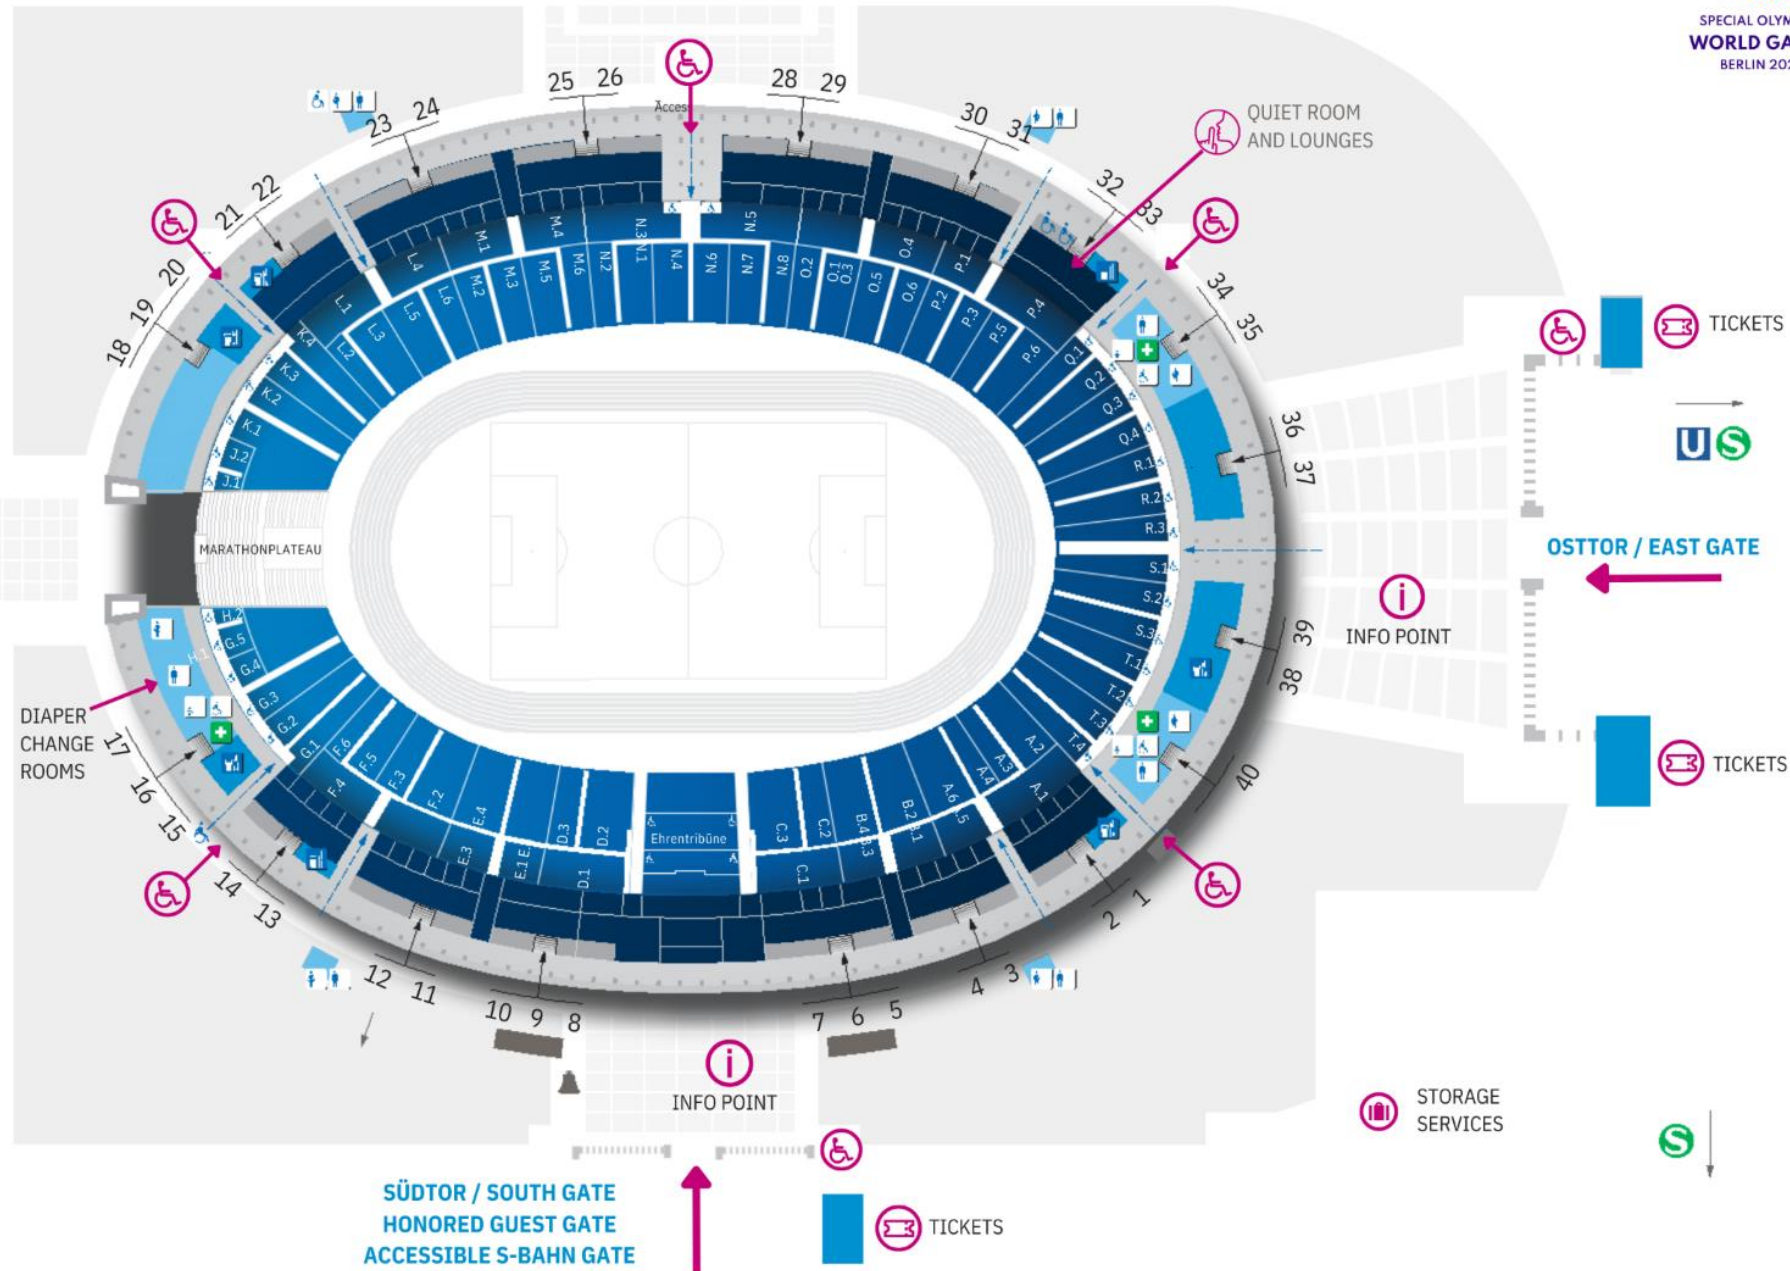 SPECIAL OLYM
WORLD GA
BERLIN 202
25 26
28 29
23 24
30 31
Access
QUIET ROOM
AND LOUNGES
21 22
32 33
18 19 20
34 35
36 37
M.4
N.3
N.1
N.5
M.1
L.4
O.4
P.1
L.1
L.6
M.2
M.3
M.5
M.6
N.2
N.4
N.6
N.7
N.8
O.2
O.1
O.3
O.5
O.6
P.2
P.3
P.5
P.4
P.6
K.4
L.2
L.3
L.5
K.3
K.2
K.1
J.2
J.1
Q.1
Q.2
Q.3
Q.4
R.1
R.2
R.3
TICKETS
U S
OSTTOR / EAST GATE
MARATHONPLATEAU
i
INFO POINT
S.1
S.2
S.3
T.1
T.2
T.3
T.4
H.2
H.1
G.5
G.4
G.3
G.2
G.1
F.6
F.5
F.4
F.3
F.2
E.4
E.3
E.1
E.
D.3
D.2
D.1
Ehrentribüne
C.3
C.2
C.1
B.4
B.3
B.2
B.1
A.6
A.5
A.4
A.3
A.2
A.1
39
38
40
TICKETS
DIAPER
CHANGE
ROOMS
17
16
15
14
13
12 11
10 9 8
7 6 5
4 3
2 1
i
INFO POINT
STORAGE
SERVICES
S
SÜDTOR / SOUTH GATE
HONORED GUEST GATE
ACCESSIBLE S-BAHN GATE
TICKETS